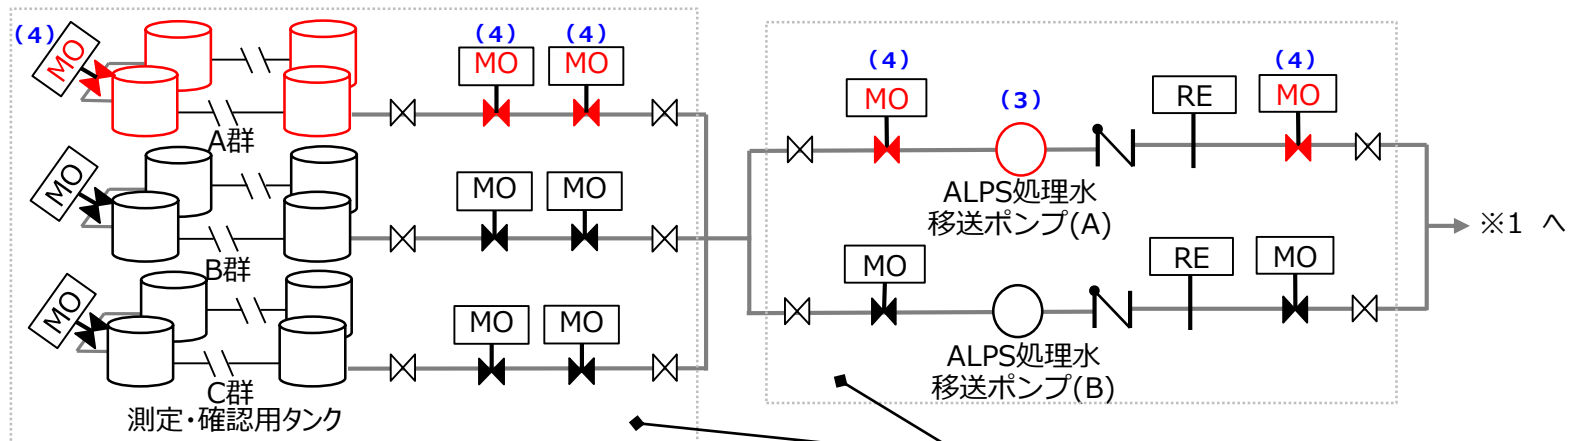 (4)
MO
(4)
(4)
MO
MO
A群
MO
MO
MO
B群
MO
MO
MO
C群
測定・確認用タンク
(4)
MO
(3)
RE
(4)
MO
ALPS処理水
移送ポンプ(A)
MO
RE
MO
ALPS処理水
移送ポンプ(B)
※1 へ